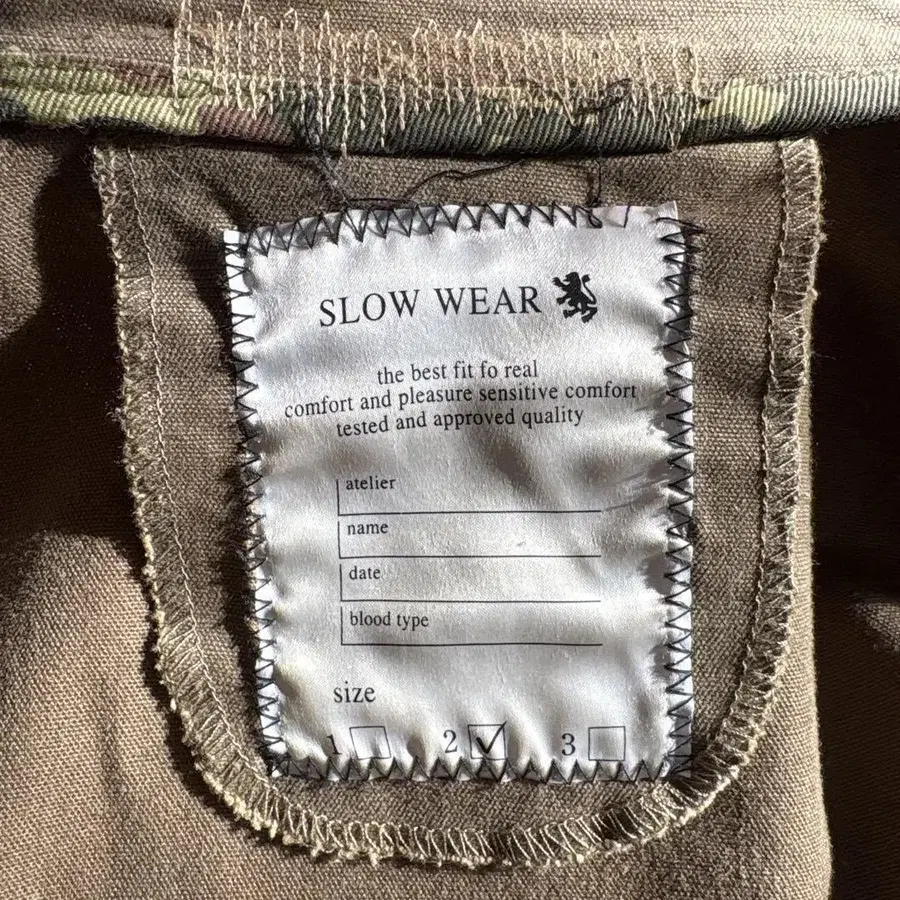 SLOW WEAR
the best fit fo real
comfort and pleasure sensitive comfort
tested and approved quality
atelier
name
date
blood type
size
1 2 3